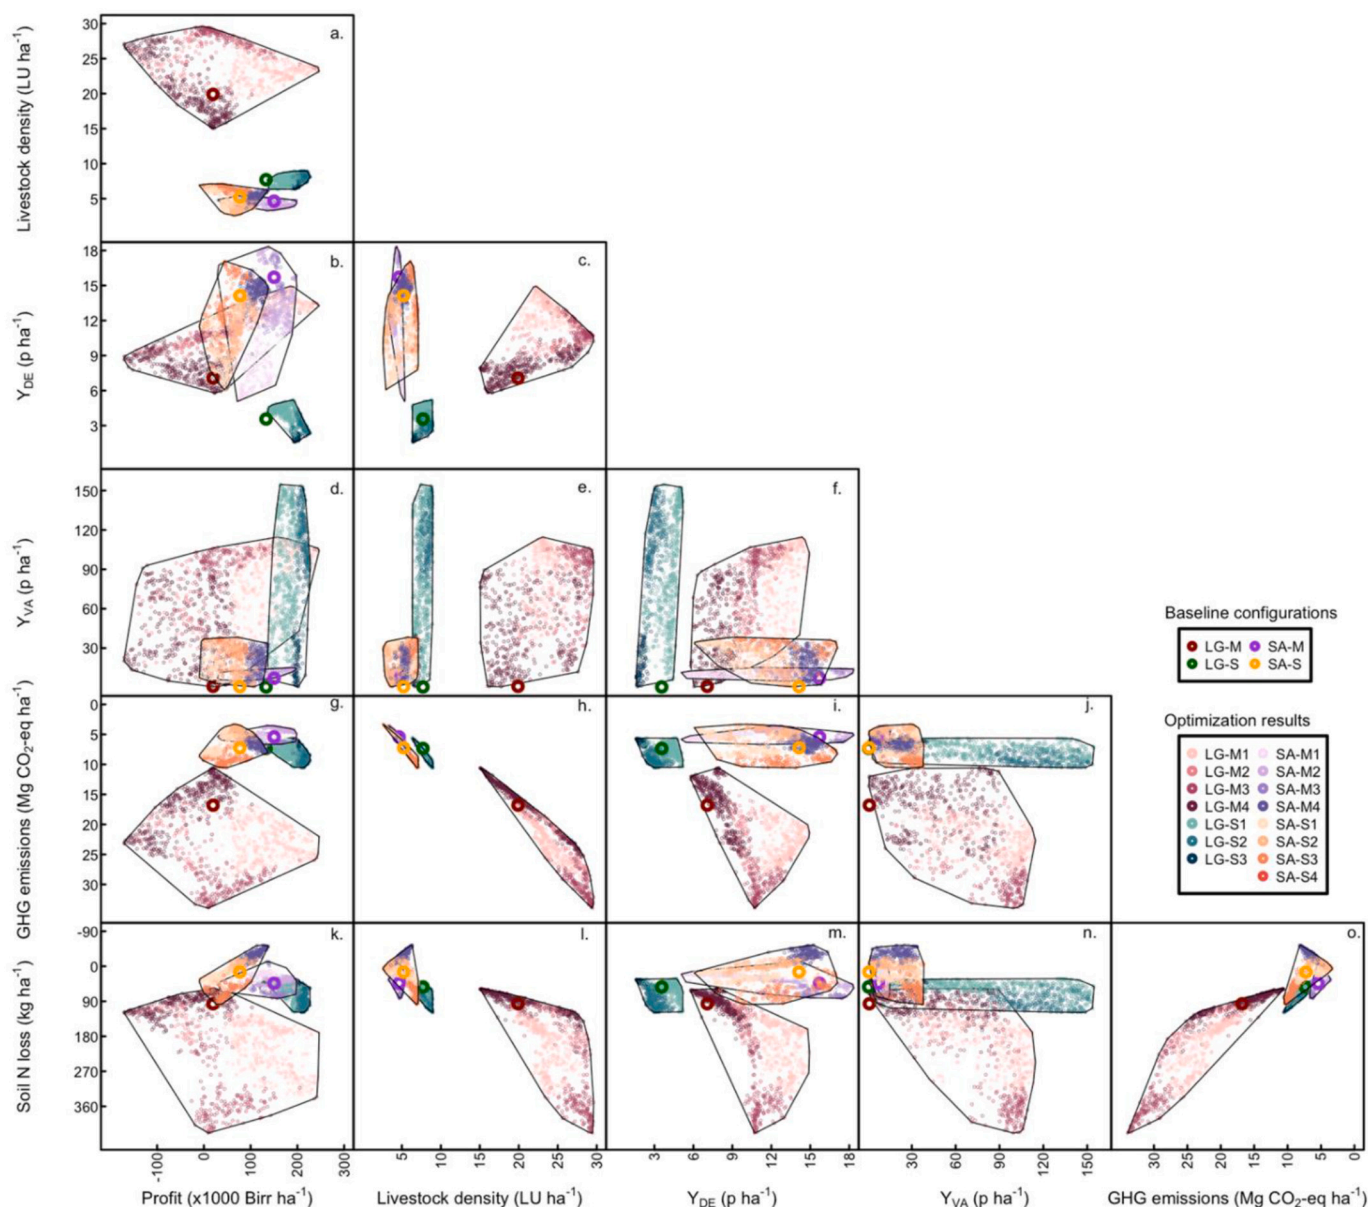 a.
Livestock density (LU ha-1)
30
25
20
15
10
5
b.
c.
YDE (p ha-1)
18
15
12
9
6
3
d.
e.
f.
YVA (p ha-1)
150
120
90
60
30
g.
h.
i.
j.
GHG emissions (Mg CO2-eq ha-1)
0
5
10
15
20
25
30
k.
l.
m.
n.
o.
Soil N loss (kg ha-1)
-90
0
90
180
270
360
-100 0 100 200 300
5 10 15 20 25 30
3 6 9 12 15 18
30 60 90 120 150
30 25 20 15 10 5 0
Profit (x1000 Birr ha-1)
Livestock density (LU ha-1)
YDE (p ha-1)
YVA (p ha-1)
GHG emissions (Mg CO2-eq ha-1)
Baseline configurations
LG-M SA-M
LG-S SA-S
Optimization results
LG-M1 SA-M1
LG-M2 SA-M2
LG-M3 SA-M3
LG-M4 SA-M4
LG-S1 SA-S1
LG-S2 SA-S2
LG-S3 SA-S3
SA-S4